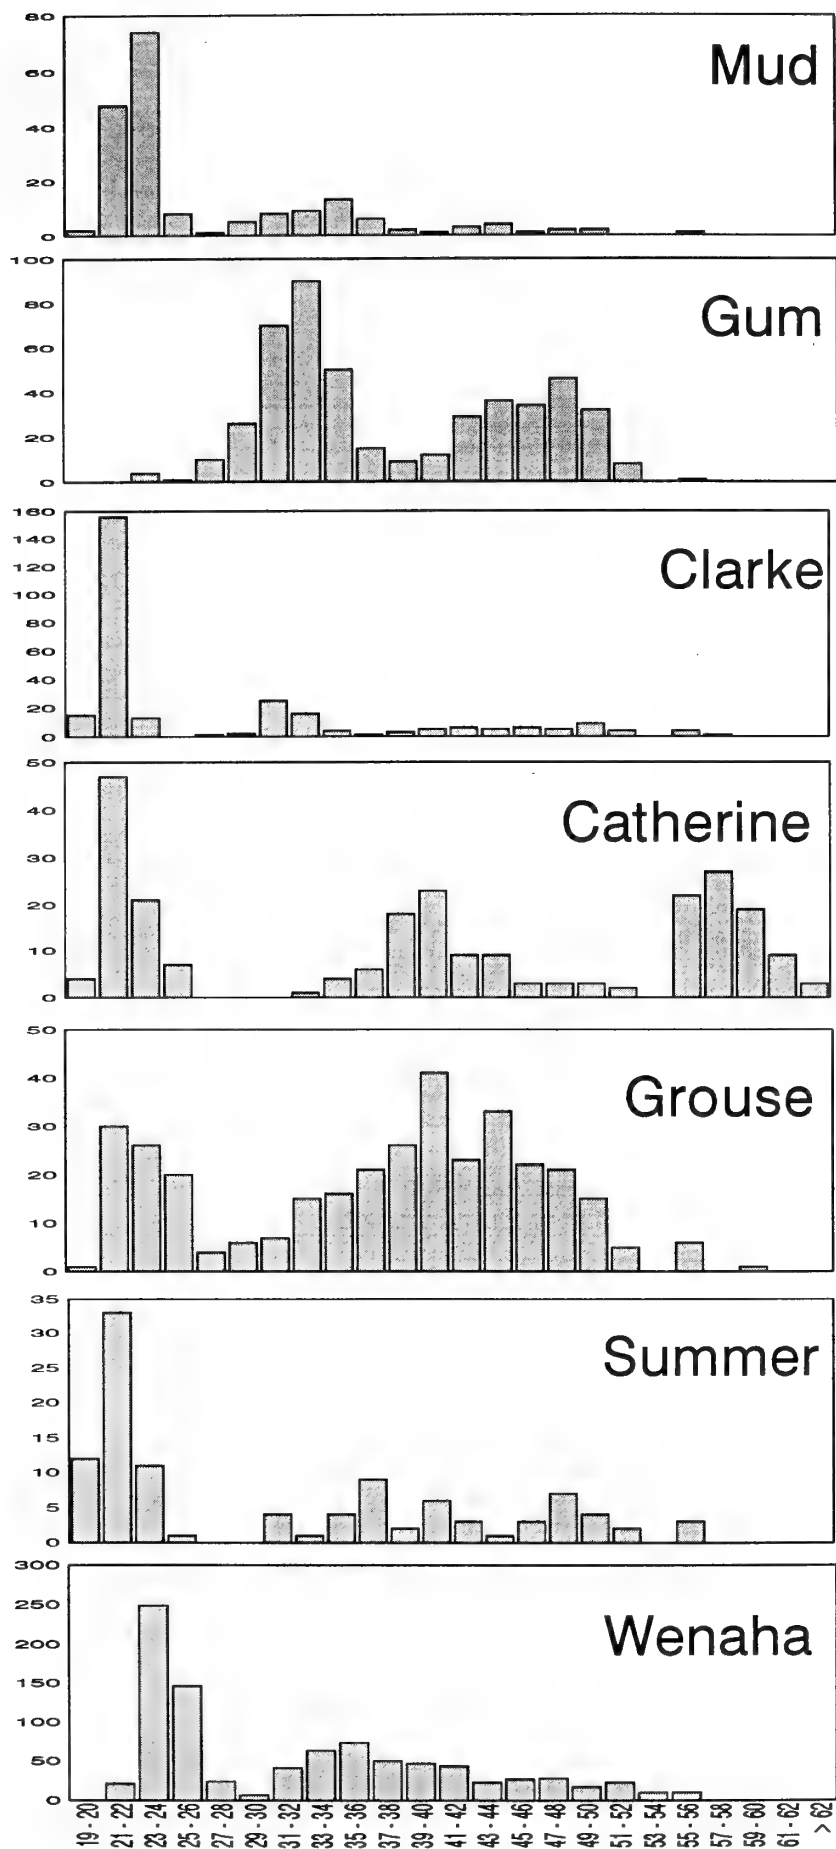 80
60
40
20
0
Mud
100
80
60
40
20
0
Gum
160
140
120
100
80
60
40
20
0
Clarke
50
40
30
20
10
0
Catherine
50
40
30
20
10
0
Grouse
35
30
25
20
15
10
5
0
Summer
300
250
200
150
100
50
0
Wenaha
19 - 20
21 - 22
23 - 24
25 - 26
27 - 28
29 - 30
31 - 32
33 - 34
35 - 36
37 - 38
39 - 40
41 - 42
43 - 44
45 - 46
47 - 48
49 - 50
51 - 52
53 - 54
55 - 56
57 - 58
59 - 60
61 - 62
> 62